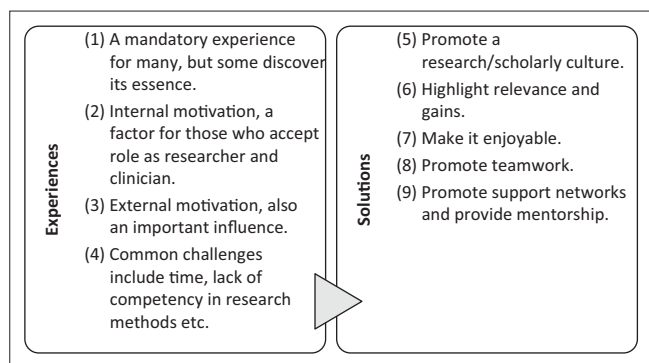 Experiences
(1) A mandatory experience
for many, but some discover
its essence.
(2) Internal motivation, a
factor for those who accept
role as researcher and
clinician.
(3) External motivation, also
an important influence.
(4) Common challenges
include time, lack of
competency in research
methods etc.
Solutions
(5) Promote a
research/scholarly culture.
(6) Highlight relevance and
gains.
(7) Make it enjoyable.
(8) Promote teamwork.
(9) Promote support networks
and provide mentorship.